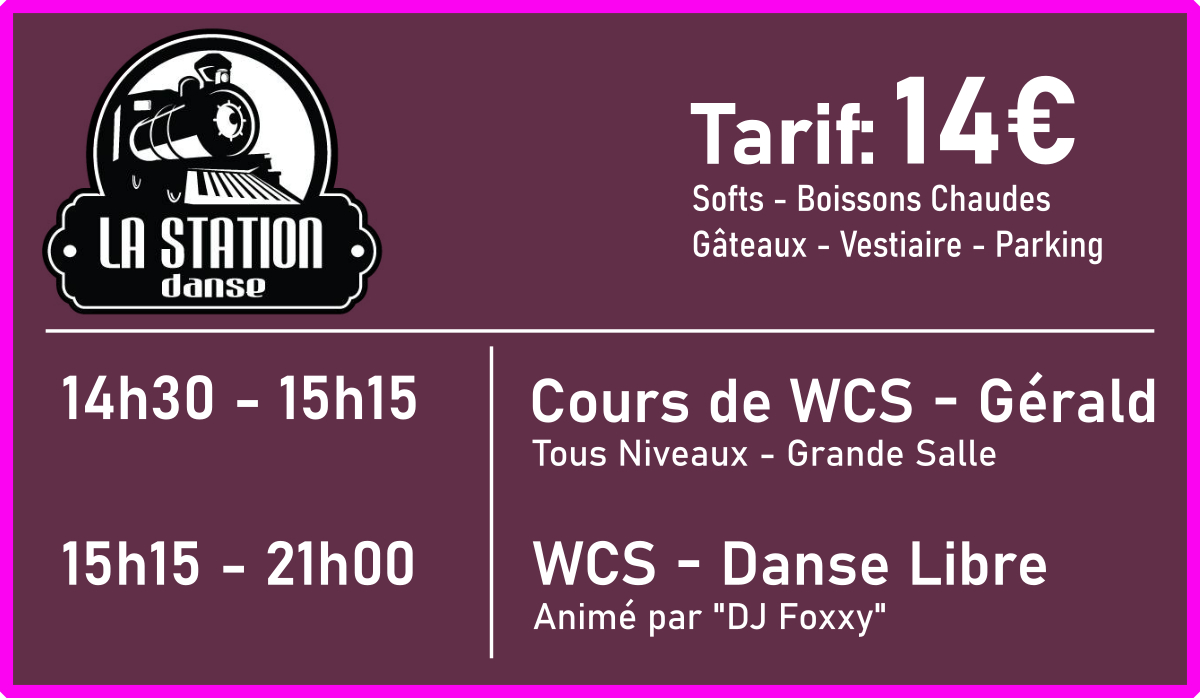 LA STATION
danse
Tarif: 14€
Softs - Boissons Chaudes
Gâteaux - Vestiaire - Parking
14h30 - 15h15
Cours de WCS - Gérald
Tous Niveaux - Grande Salle
15h15 - 21h00
WCS - Danse Libre
Animé par "DJ Foxxy"